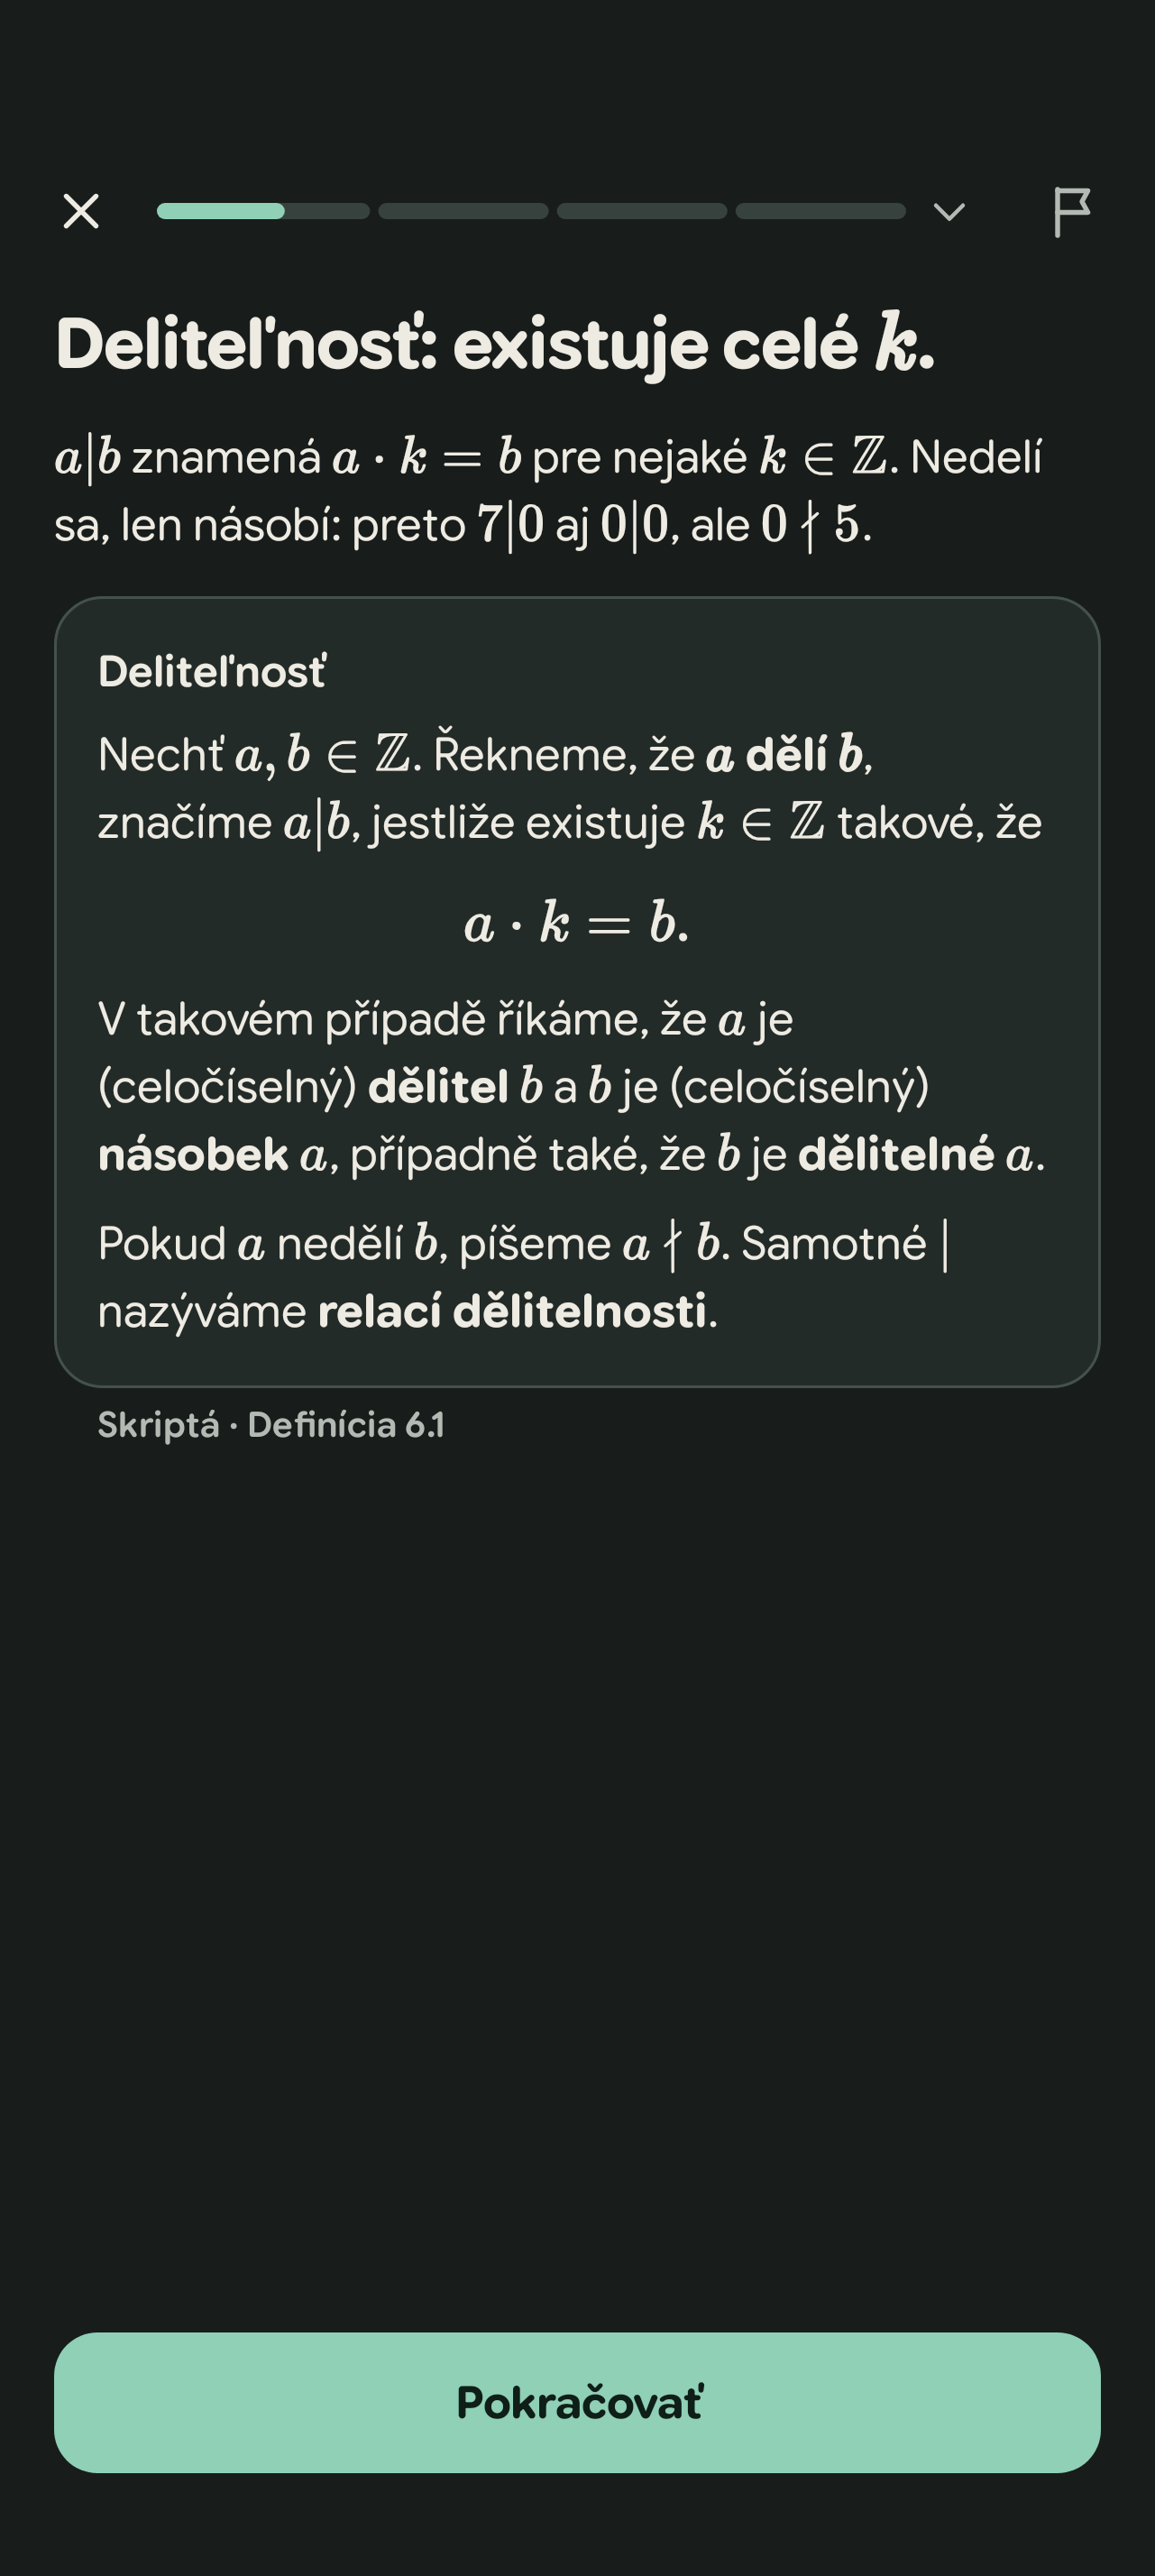 Deliteľnosť: existuje celé k.
a|b znamená a · k = b pre nejaké k ∈ ℤ. Nedelí
sa, len násobí: preto 7|0 aj 0|0, ale 0 ∤ 5.
Deliteľnosť
Nechť a, b ∈ ℤ. Řekneme, že a dělí b,
značíme a|b, jestliže existuje k ∈ ℤ takové, že
a · k = b.
V takovém případě říkáme, že a je
(celočíselný) dělitel b a b je (celočíselný)
násobek a, případně také, že b je dělitelné a.
Pokud a nedělí b, píšeme a ∤ b. Samotné |
nazýváme relací dělitelnosti.
Skriptá · Definícia 6.1
Pokračovať